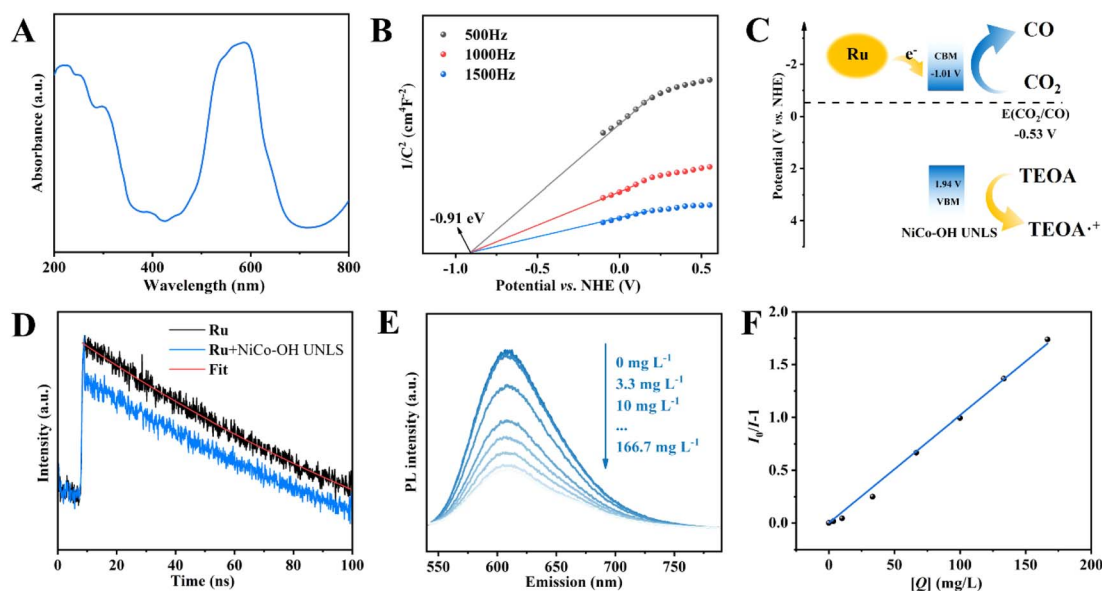 A
Absorbance (a.u.)
200 400 600 800
Wavelength (nm)
B
500Hz
1000Hz
1500Hz
1/C² (cm⁴F⁻²)
-0.91 eV
-1.0 -0.5 0.0 0.5
Potential vs. NHE (V)
C
Potential (V vs. NHE)
-2
0
2
4
Ru
e⁻
CBM
-1.01 V
CO
CO₂
E(CO₂/CO)
-0.53 V
1.94 V
VBM
NiCo-OH UNLS
TEOA
TEOA·⁺
D
Ru
Ru+NiCo-OH UNLS
Fit
Intensity (a.u.)
0 20 40 60 80 100
Time (ns)
E
0 mg L⁻¹
3.3 mg L⁻¹
10 mg L⁻¹
...
166.7 mg L⁻¹
PL intensity (a.u.)
550 600 650 700 750
Emission (nm)
F
I₀/I-1
2.0
1.5
1.0
0.5
0.0
0 50 100 150 200
[Q] (mg/L)